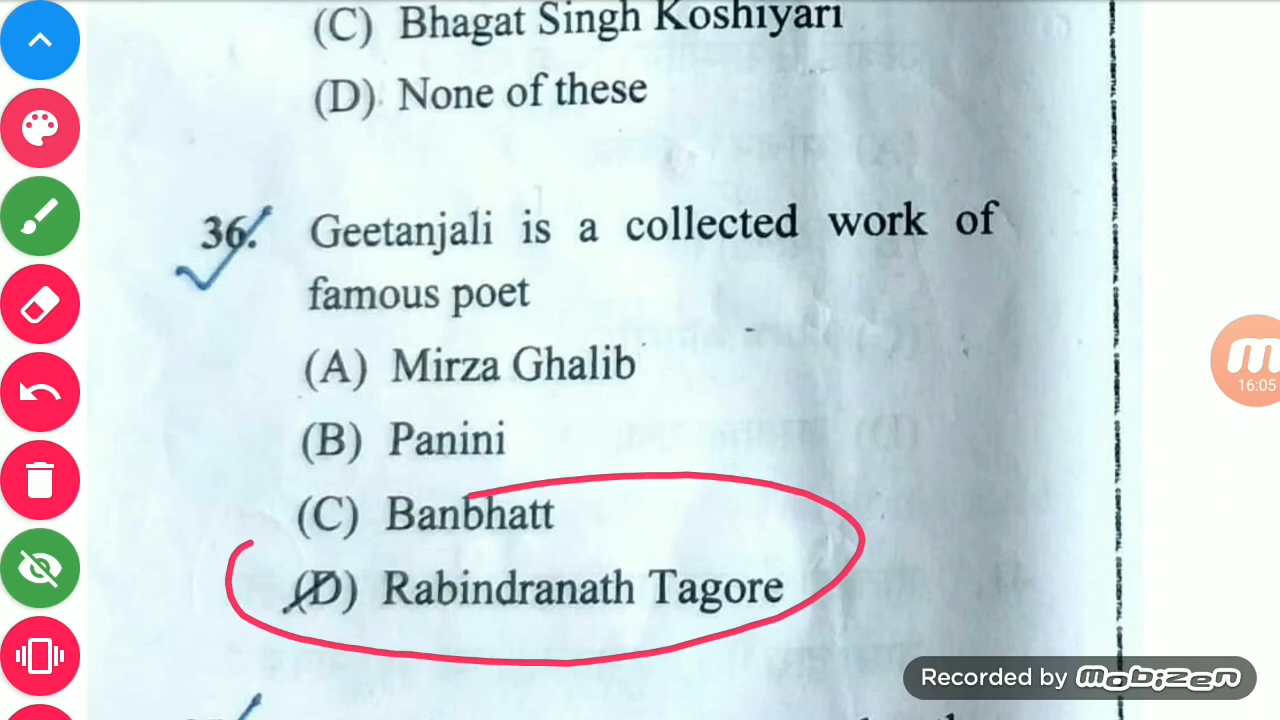 (C) Bhagat Singh Koshiyari
(D) None of these
36. Geetanjali is a collected work of
famous poet
(A) Mirza Ghalib
(B) Panini
(C) Banbhatt
(D) Rabindranath Tagore
16:05
Recorded by mobizen